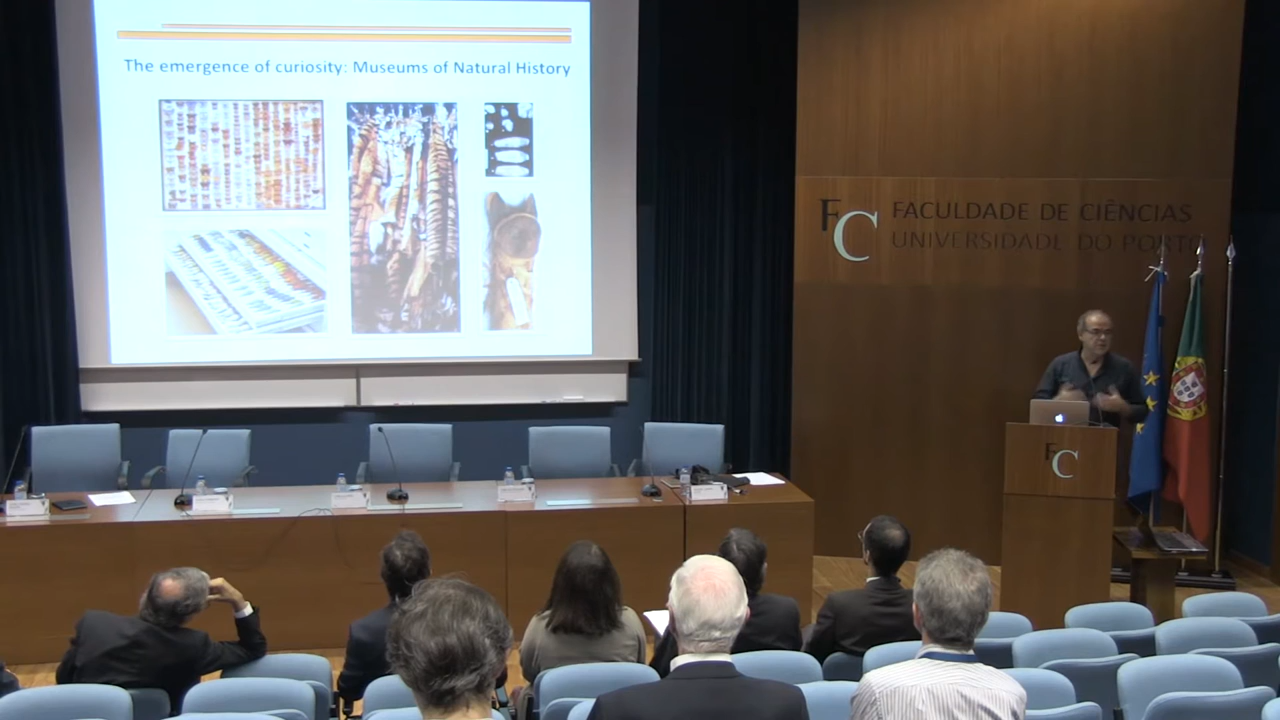 The emergence of curiosity: Museums of Natural History
FC
FACULDADE DE CIÊNCIAS
UNIVERSIDADE DO PORTO
FC